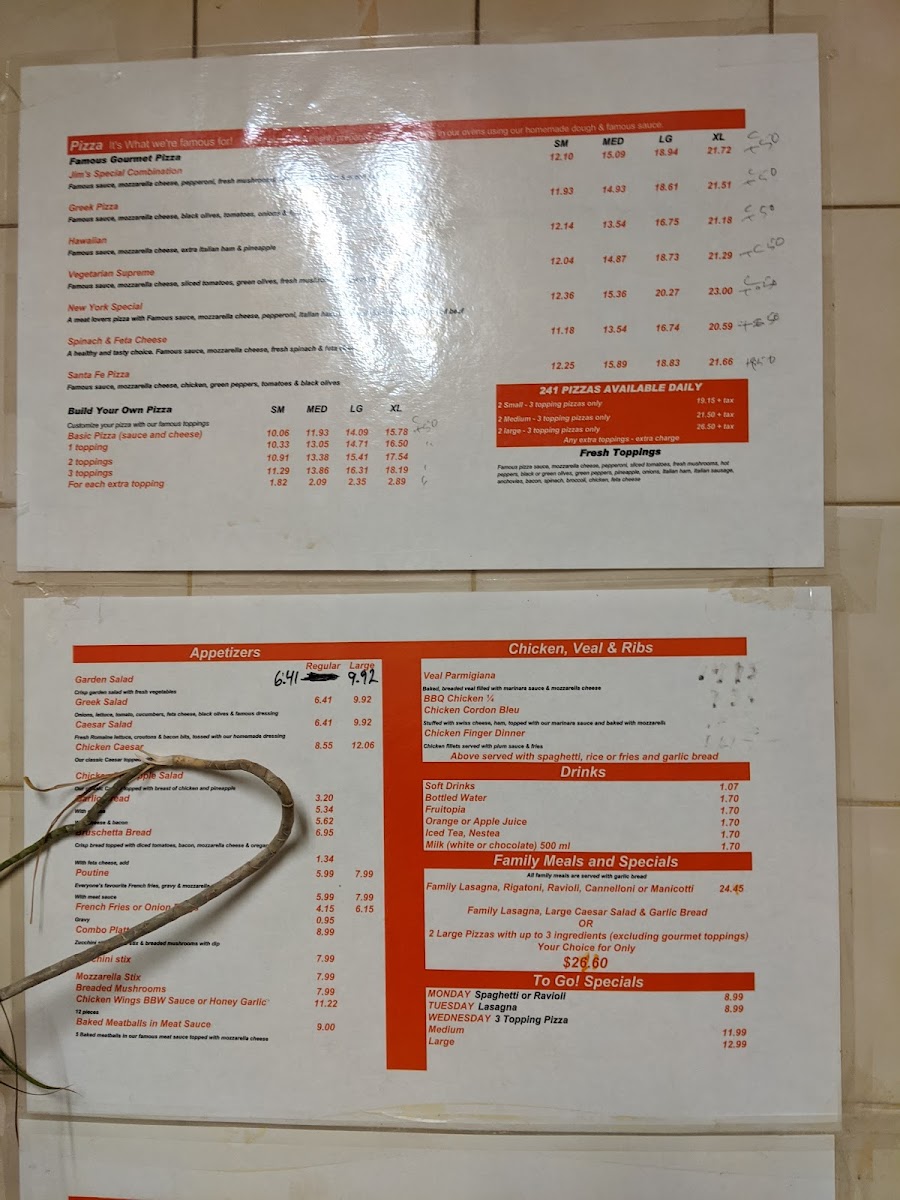 Pizza It's What we're famous for! in our ovens using our homemade dough & famous sauce.
Famous Gourmet Pizza SM MED LG XL
Jim's Special Combination 12.10 15.09 18.94 21.72
Famous sauce, mozzarella cheese, pepperoni, fresh
Greek Pizza 11.93 14.93 18.61 21.51
Famous sauce, mozzarella cheese, black olives, tomatoes, onions &
Hawaiian 12.14 13.54 16.75 21.18
Famous sauce, mozzarella cheese, extra Italian ham & pineapple
Vegetarian Supreme 12.04 14.87 18.73 21.29
Famous sauce, mozzarella cheese, sliced tomatoes, green olives, fresh
New York Special 12.36 15.36 20.27 23.00
A meat lovers pizza with Famous sauce, mozzarella cheese, pepperoni, Italian
Spinach & Feta Cheese 11.18 13.54 16.74 20.59
A healthy and tasty choice. Famous sauce, mozzarella cheese, fresh spinach & feta
Santa Fe Pizza 12.25 15.89 18.83 21.66
Famous sauce, mozzarella cheese, chicken, green peppers, tomatoes & black olives
Build Your Own Pizza SM MED LG XL
Customize your pizza with our famous toppings
Basic Pizza (sauce and cheese) 10.06 11.93 14.09 15.78
1 topping 10.33 13.05 14.71 16.50
2 toppings 10.91 13.38 15.41 17.54
3 toppings 11.29 13.86 16.31 18.19
For each extra topping 1.82 2.09 2.35 2.89
241 PIZZAS AVAILABLE DAILY
2 Small - 3 topping pizzas only 19.15 + tax
2 Medium - 3 topping pizzas only 21.50 + tax
2 large - 3 topping pizzas only 26.50 + tax
Any extra toppings - extra charge
Fresh Toppings
Famous pizza sauce, mozzarella cheese, pepperoni, sliced tomatoes, fresh mushrooms, hot
peppers, black or green olives, green peppers, pineapple, onions, Italian ham, Italian sausage,
anchovies, bacon, spinach, broccoli, chicken, feta cheese
Appetizers
Regular Large
Garden Salad 6.41 9.92
Crisp garden salad with fresh vegetables
Greek Salad 6.41 9.92
Onions, lettuce, tomato, cucumbers, feta cheese, black olives & famous dressing
Caesar Salad 6.41 9.92
Fresh Romaine lettuce, croutons & bacon bits, tossed with our homemade dressing
Chicken Caesar 8.55 12.06
Our classic Caesar
Salad
topped with breast of chicken and pineapple
3.20
With 5.34
& bacon 5.62
Bruschetta Bread 6.95
Crisp bread topped with diced tomatoes, bacon, mozzarella cheese &
With feta cheese, add 1.34
Poutine 5.99 7.99
Everyone's favourite French fries, gravy &
With meat sauce 5.99 7.99
French Fries or Onion 4.15 6.15
Gravy 0.95
Combo 8.99
& breaded mushrooms with dip
stix 7.99
Mozzarella Stix 7.99
Breaded Mushrooms 7.99
Chicken Wings BBW Sauce or Honey Garlic 11.22
12 pieces
Baked Meatballs in Meat Sauce 9.00
5 Baked meatballs in our famous meat sauce topped with mozzarella cheese
Chicken, Veal & Ribs
Veal Parmigiana
Baked, breaded veal filled with marinara sauce & mozzarella cheese
BBQ Chicken ¼
Chicken Cordon Bleu
Stuffed with swiss cheese, ham, topped with our marinara sauce and baked with mozzarella
Chicken Finger Dinner
Chicken fillets served with plum sauce & fries
Above served with spaghetti, rice or fries and garlic bread
Drinks
Soft Drinks 1.07
Bottled Water 1.70
Fruitopia 1.70
Orange or Apple Juice 1.70
Iced Tea, Nestea 1.70
Milk (white or chocolate) 500 ml 1.70
Family Meals and Specials
All family meals are served with garlic bread
Family Lasagna, Rigatoni, Ravioli, Cannelloni or Manicotti 24.45
Family Lasagna, Large Caesar Salad & Garlic Bread
OR
2 Large Pizzas with up to 3 ingredients (excluding gourmet toppings)
Your Choice for Only
$26.60
To Go! Specials
MONDAY Spaghetti or Ravioli 8.99
TUESDAY Lasagna 8.99
WEDNESDAY 3 Topping Pizza
Medium 11.99
Large 12.99